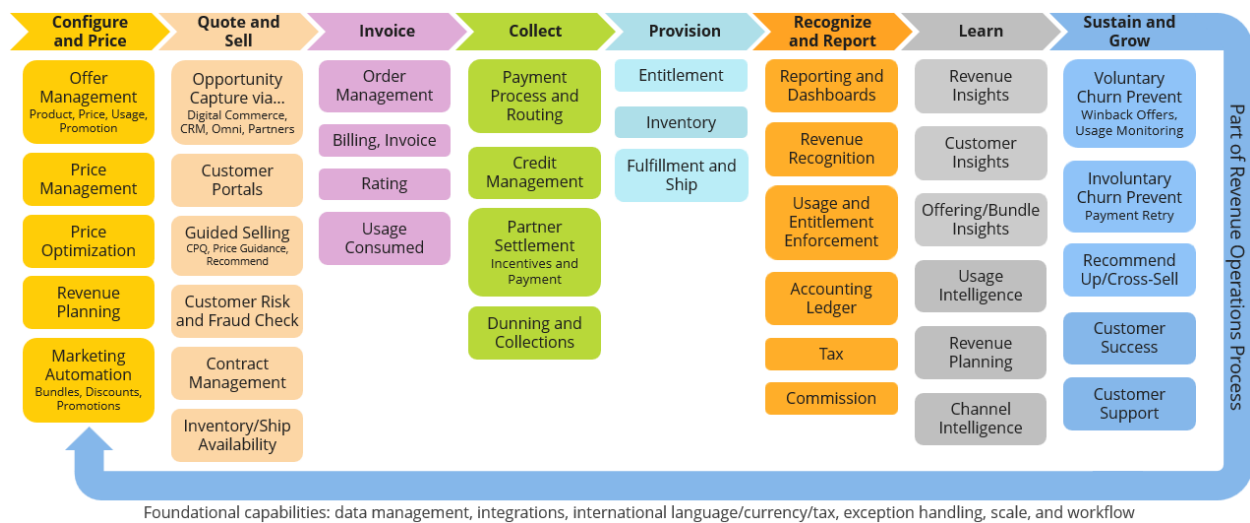 Configure
and Price
Quote and
Sell
Invoice
Collect
Provision
Recognize
and Report
Learn
Sustain and
Grow
Offer
Management
Product, Price, Usage,
Promotion
Price
Management
Price
Optimization
Revenue
Planning
Marketing
Automation
Bundles, Discounts,
Promotions
Opportunity
Capture via...
Digital Commerce,
CRM, Omni, Partners
Customer
Portals
Guided Selling
CPQ, Price Guidance,
Recommend
Customer Risk
and Fraud Check
Contract
Management
Inventory/Ship
Availability
Order
Management
Billing, Invoice
Rating
Usage
Consumed
Payment
Process and
Routing
Credit
Management
Partner
Settlement
Incentives and
Payment
Dunning and
Collections
Entitlement
Inventory
Fulfillment and
Ship
Reporting and
Dashboards
Revenue
Recognition
Usage and
Entitlement
Enforcement
Accounting
Ledger
Tax
Commission
Revenue
Insights
Customer
Insights
Offering/Bundle
Insights
Usage
Intelligence
Revenue
Planning
Channel
Intelligence
Voluntary
Churn Prevent
Winback Offers,
Usage Monitoring
Involuntary
Churn Prevent
Payment Retry
Recommend
Up/Cross-Sell
Customer
Success
Customer
Support
Part of Revenue Operations Process
Foundational capabilities: data management, integrations, international language/currency/tax, exception handling, scale, and workflow